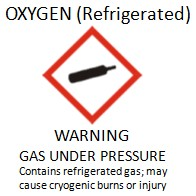 OXYGEN (Refrigerated)
WARNING
GAS UNDER PRESSURE
Contains refrigerated gas; may
cause cryogenic burns or injury